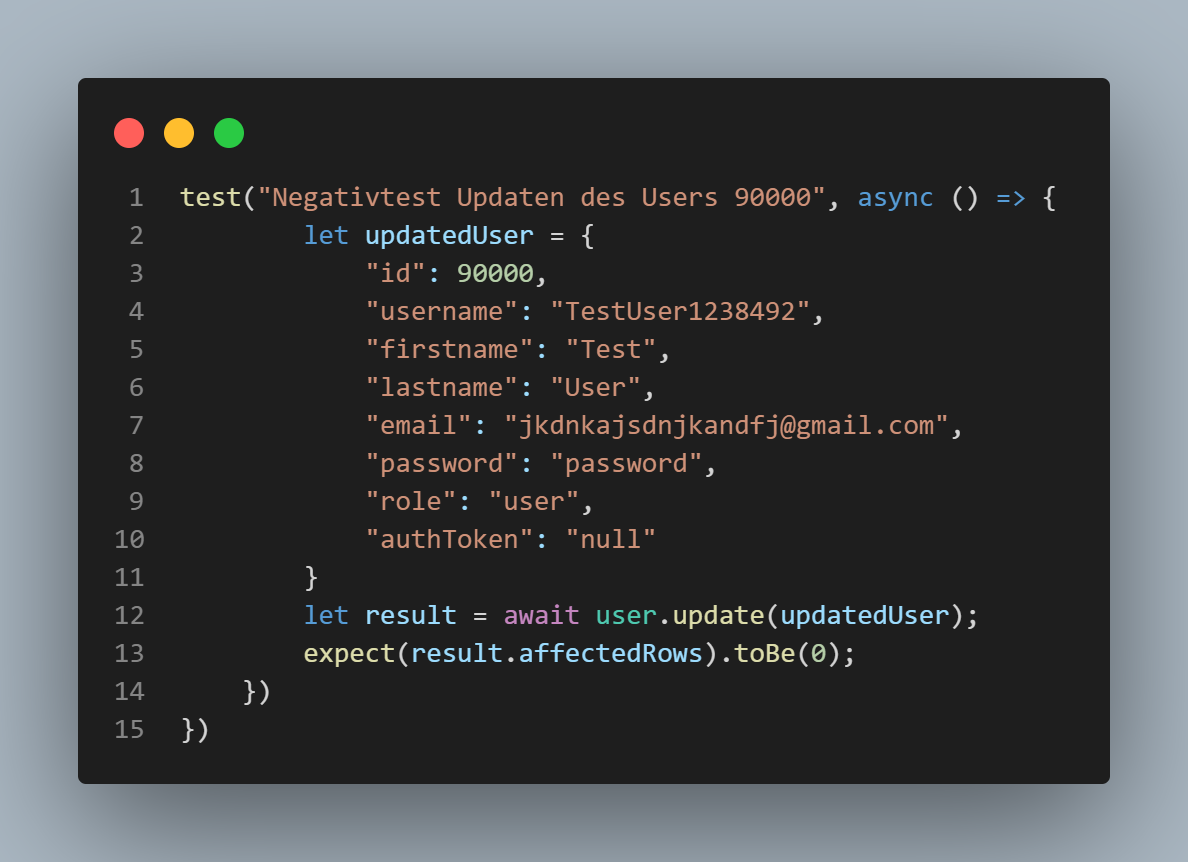 1 test("Negativtest Updaten des Users 90000", async () => {
2 let updatedUser = {
3 "id": 90000,
4 "username": "TestUser1238492",
5 "firstname": "Test",
6 "lastname": "User",
7 "email": "jkdnkajsdnjkandfj@gmail.com",
8 "password": "password",
9 "role": "user",
10 "authToken": "null"
11 }
12 let result = await user.update(updatedUser);
13 expect(result.affectedRows).toBe(0);
14 })
15 })